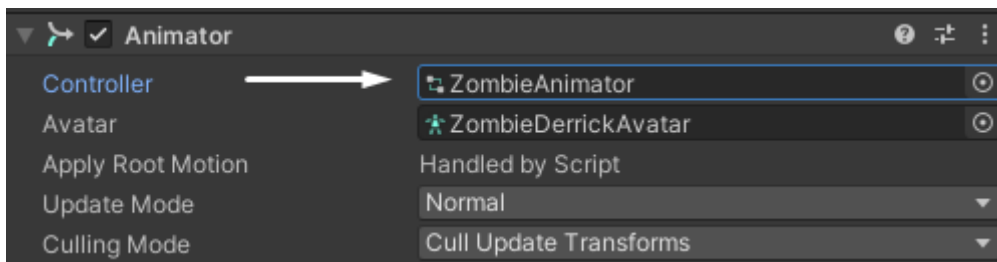 Animator
Controller ZombieAnimator
Avatar ZombieDerrickAvatar
Apply Root Motion Handled by Script
Update Mode Normal
Culling Mode Cull Update Transforms